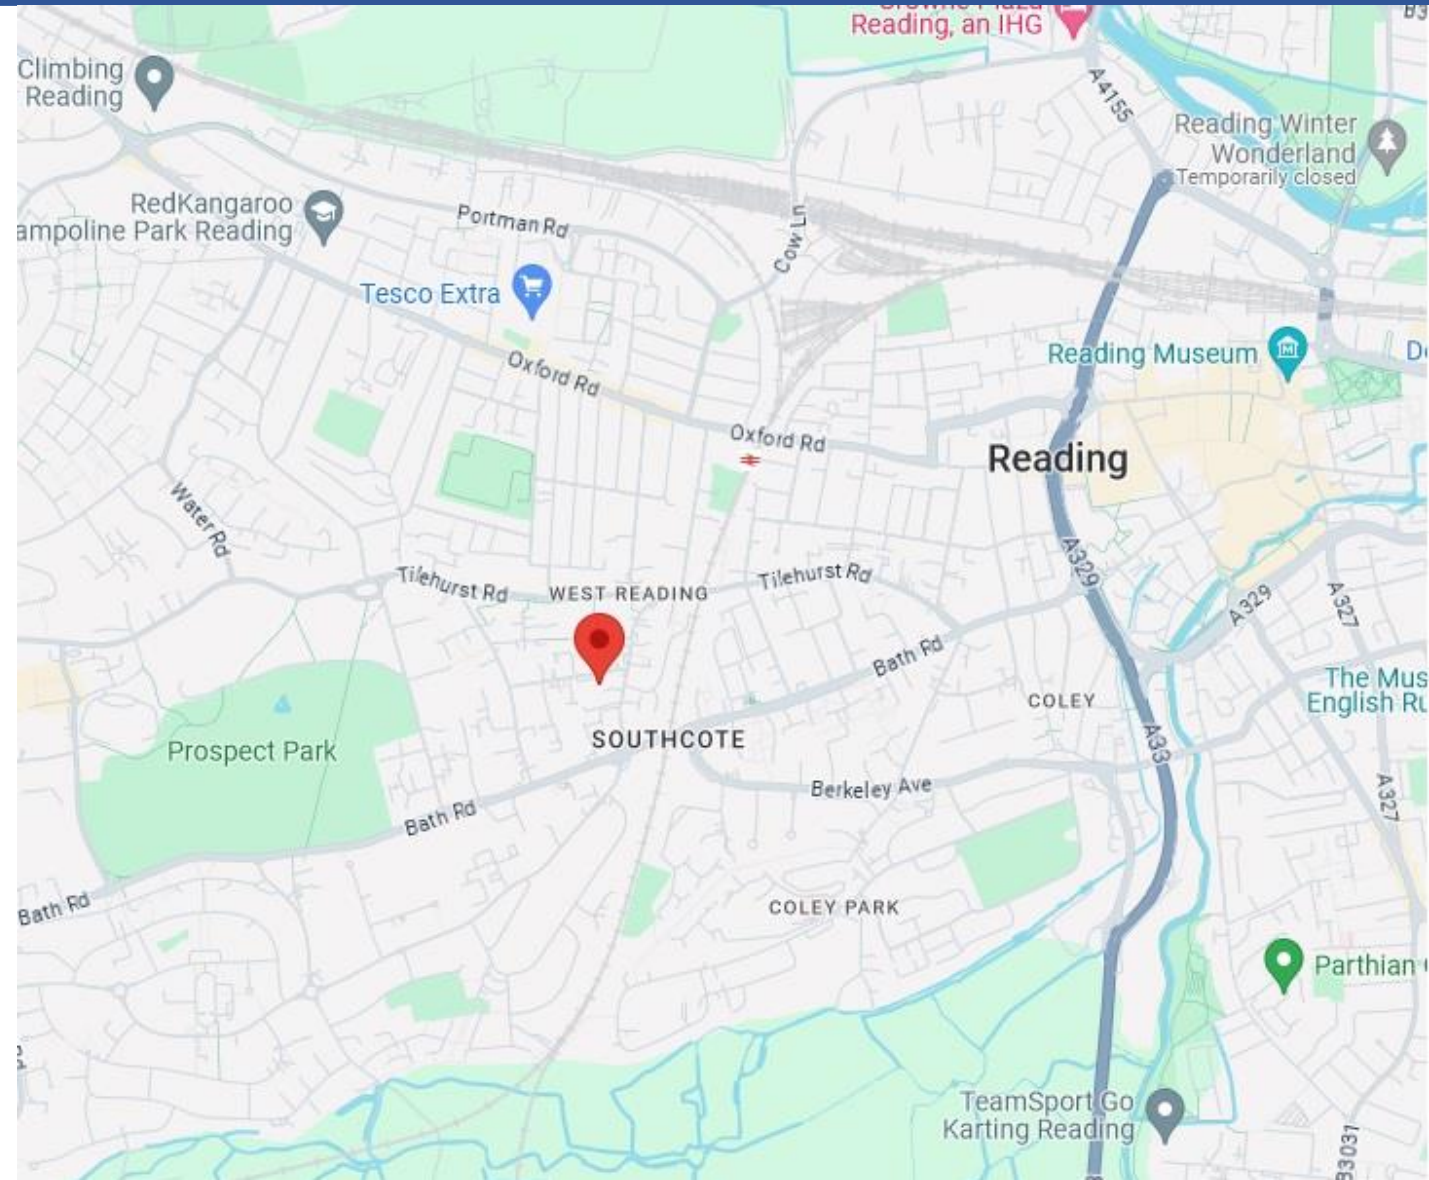 Reading, an IHG
Climbing
Reading
A4155
Reading Winter
Wonderland
Temporarily closed
RedKangaroo
ampoline Park Reading
Portman Rd
Cow Ln
Tesco Extra
Reading Museum
Oxford Rd
Oxford Rd
Reading
Water Rd
A329
Tilehurst Rd
WEST READING
Tilehurst Rd
A329
A327
Bath Rd
The Mus
English Ru
COLEY
SOUTHCOTE
A33
Prospect Park
Berkeley Ave
A327
Bath Rd
Bath Rd
COLEY PARK
Parthian
TeamSport Go
Karting Reading
B3031